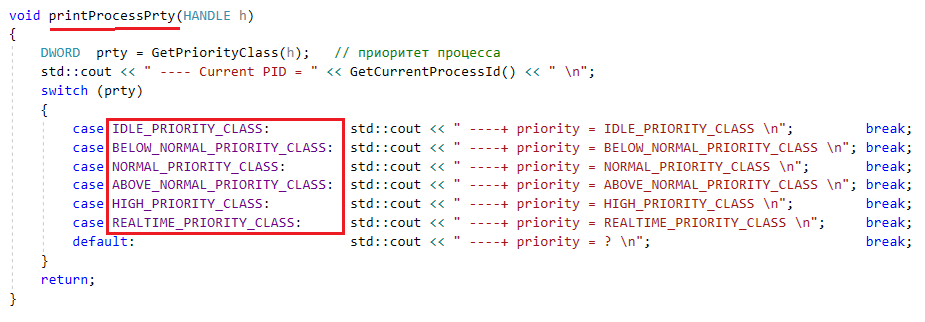 void printProcessPrty(HANDLE h)
{
DWORD prty = GetPriorityClass(h); // приоритет процесса
std::cout << " ---- Current PID = " << GetCurrentProcessId() << " \n";
switch (prty)
{
case IDLE_PRIORITY_CLASS: std::cout << " ----+ priority = IDLE_PRIORITY_CLASS \n"; break;
case BELOW_NORMAL_PRIORITY_CLASS: std::cout << " ----+ priority = BELOW_NORMAL_PRIORITY_CLASS \n"; break;
case NORMAL_PRIORITY_CLASS: std::cout << " ----+ priority = NORMAL_PRIORITY_CLASS \n"; break;
case ABOVE_NORMAL_PRIORITY_CLASS: std::cout << " ----+ priority = ABOVE_NORMAL_PRIORITY_CLASS \n"; break;
case HIGH_PRIORITY_CLASS: std::cout << " ----+ priority = HIGH_PRIORITY_CLASS \n"; break;
case REALTIME_PRIORITY_CLASS: std::cout << " ----+ priority = REALTIME_PRIORITY_CLASS \n"; break;
default: std::cout << " ----+ priority = ? \n"; break;
}
return;
}